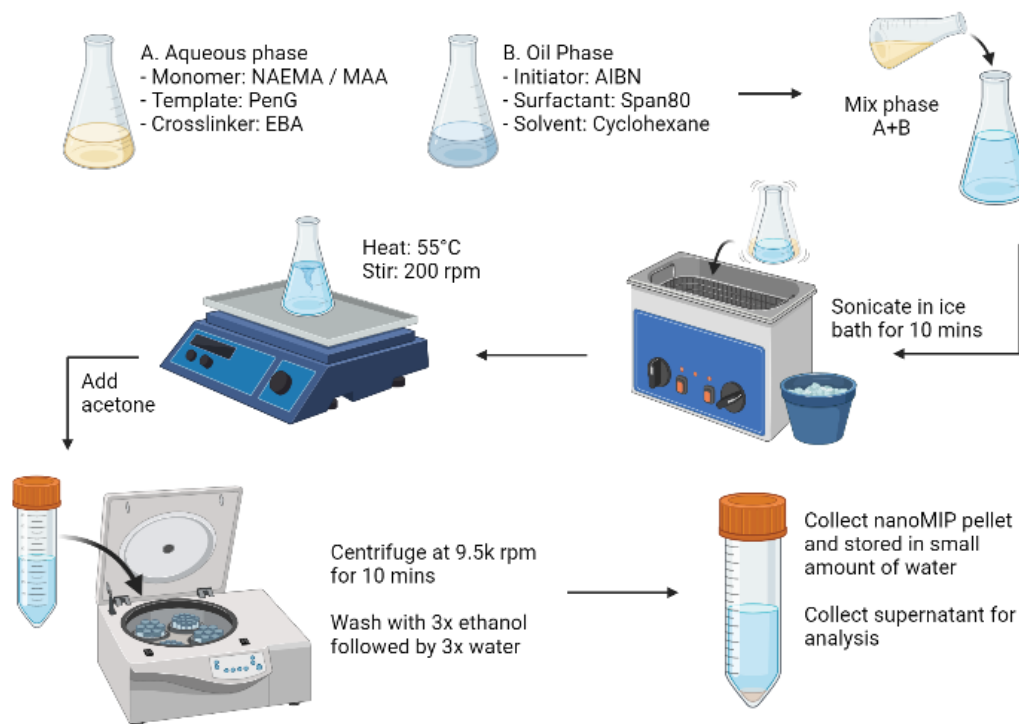 A. Aqueous phase
- Monomer: NAEMA / MAA
- Template: PenG
- Crosslinker: EBA
B. Oil Phase
- Initiator: AIBN
- Surfactant: Span80
- Solvent: Cyclohexane
Mix phase
A+B
Heat: 55°C
Stir: 200 rpm
Sonicate in ice
bath for 10 mins
Add
acetone
Centrifuge at 9.5k rpm
for 10 mins
Wash with 3x ethanol
followed by 3x water
Collect nanoMIP pellet
and stored in small
amount of water
Collect supernatant for
analysis